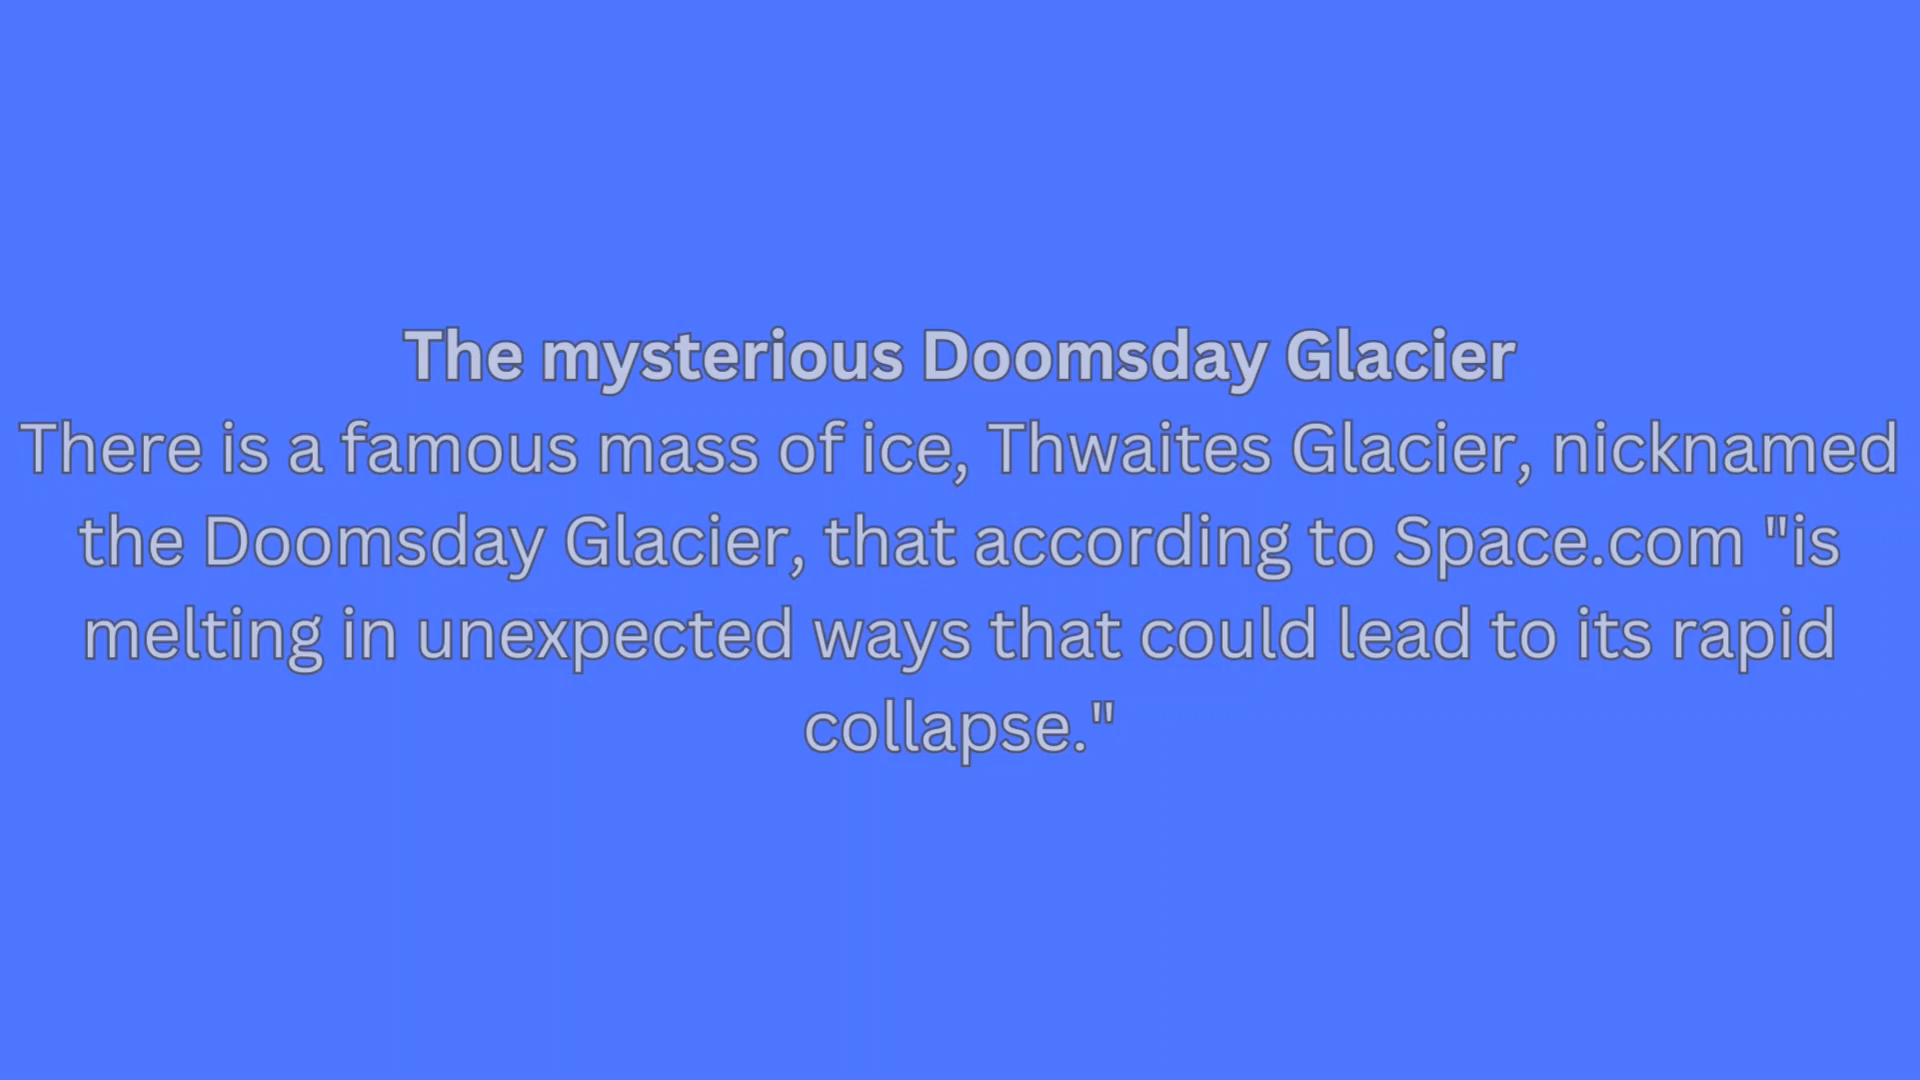 The mysterious Doomsday Glacier
There is a famous mass of ice, Thwaites Glacier, nicknamed
the Doomsday Glacier, that according to Space.com "is
melting in unexpected ways that could lead to its rapid
collapse."